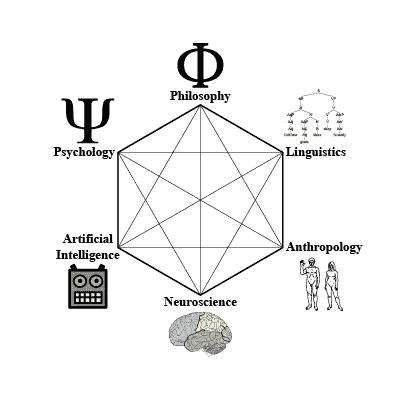 Φ
Philosophy
Ψ
Psychology
Linguistics
S
Artificial
Intelligence
Anthropology
Neuroscience